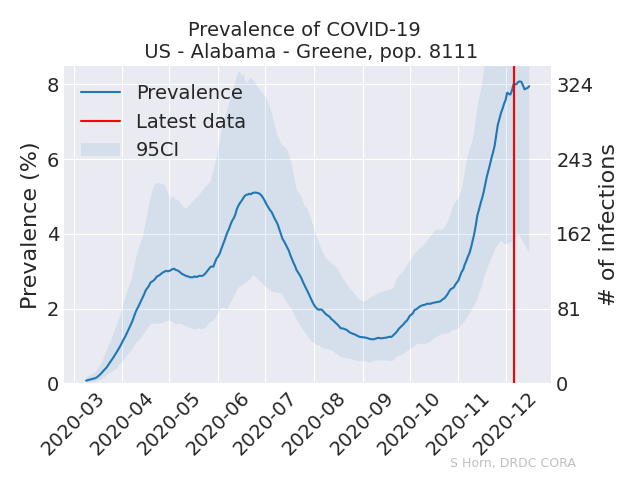 Prevalence of COVID-19
US - Alabama - Greene, pop. 8111
Prevalence
Latest data
95CI
Prevalence (%)
8
6
4
2
0
324
243
162
81
0
# of infections
2020-03
2020-04
2020-05
2020-06
2020-07
2020-08
2020-09
2020-10
2020-11
2020-12
S Horn, DRDC CORA